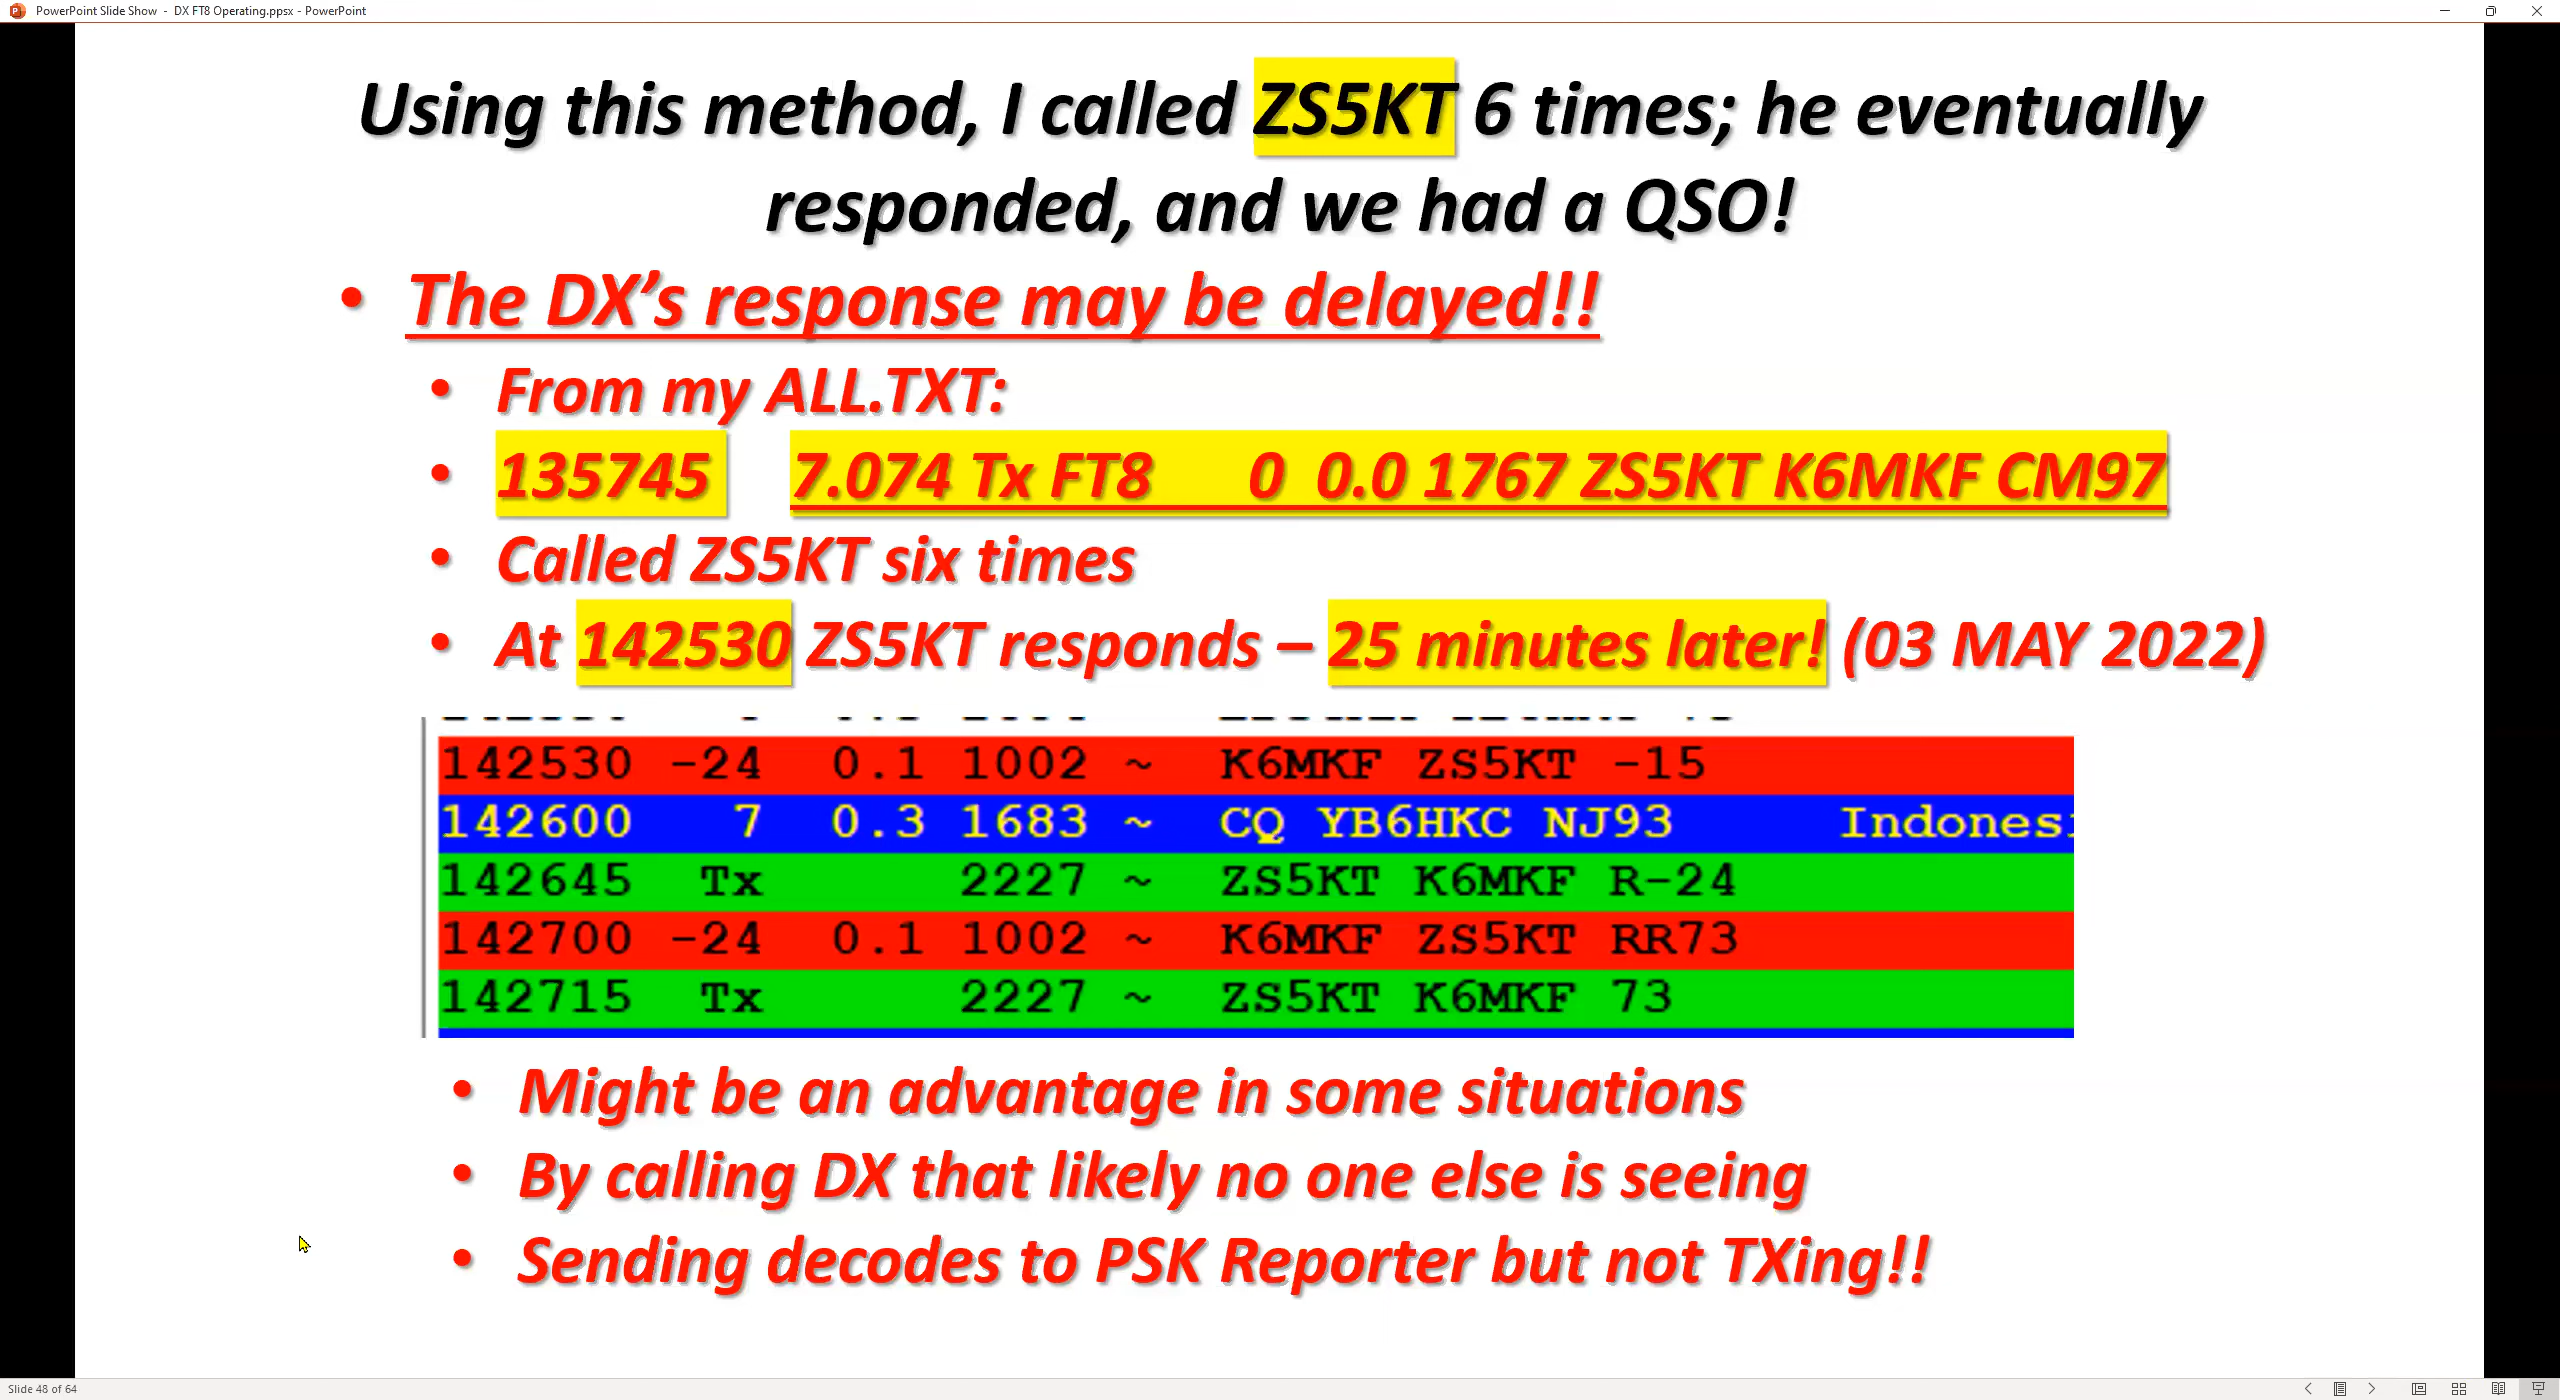 PowerPoint Slide Show - DX FT8 Operating.ppsx - PowerPoint
Using this method, I called ZS5KT 6 times; he eventually
responded, and we had a QSO!
• The DX’s response may be delayed!!
• From my ALL.TXT:
• 135745 7.074 Tx FT8 0 0.0 1767 ZS5KT K6MKF CM97
• Called ZS5KT six times
• At 142530 ZS5KT responds – 25 minutes later! (03 MAY 2022)
142530 -24 0.1 1002 ~ K6MKF ZS5KT -15
142600 7 0.3 1683 ~ CQ YB6HKC NJ93 Indones
142645 Tx 2227 ~ ZS5KT K6MKF R-24
142700 -24 0.1 1002 ~ K6MKF ZS5KT RR73
142715 Tx 2227 ~ ZS5KT K6MKF 73
• Might be an advantage in some situations
• By calling DX that likely no one else is seeing
• Sending decodes to PSK Reporter but not TXing!!
Slide 48 of 64